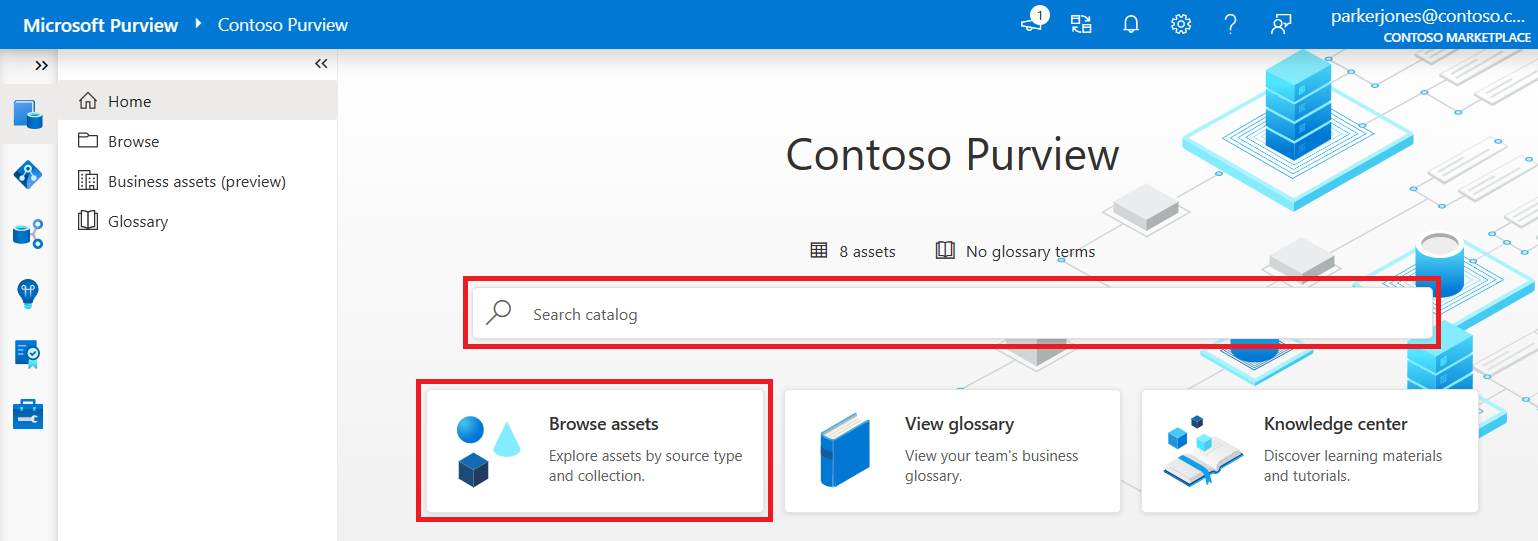 Microsoft Purview Contoso Purview
1
parkerjones@contoso.c...
CONTOSO MARKETPLACE
Home
Browse
Business assets (preview)
Glossary
Contoso Purview
8 assets No glossary terms
Search catalog
Browse assets
Explore assets by source type
and collection.
View glossary
View your team's business
glossary.
Knowledge center
Discover learning materials
and tutorials.